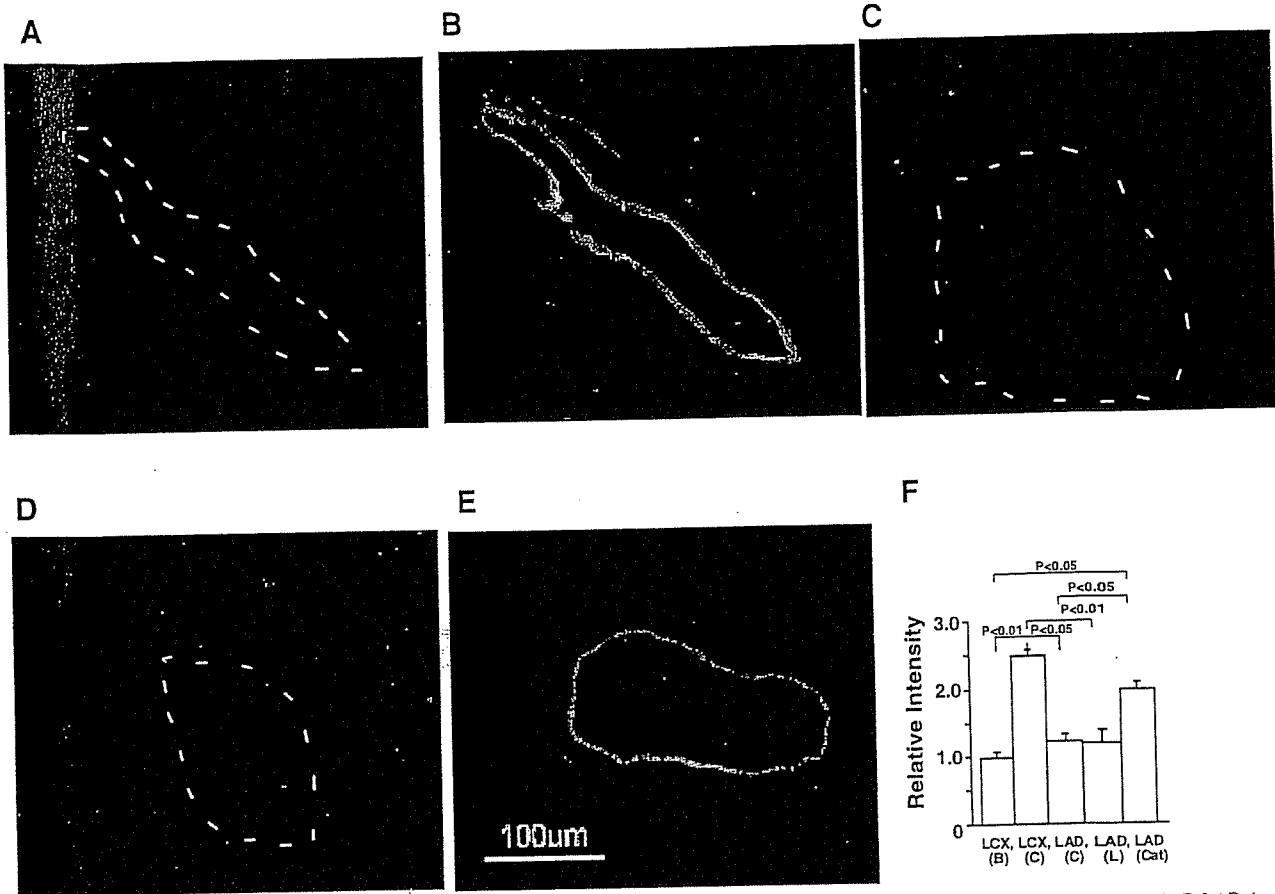 A
B
C
D
E
100um
F
P<0.05
P<0.05
P<0.01
P<0.01 P<0.05
Relative Intensity
3.0
2.0
1.0
0
LCX, LCX, LAD, LAD, LAD
(B) (C) (C) (L) (Cat)